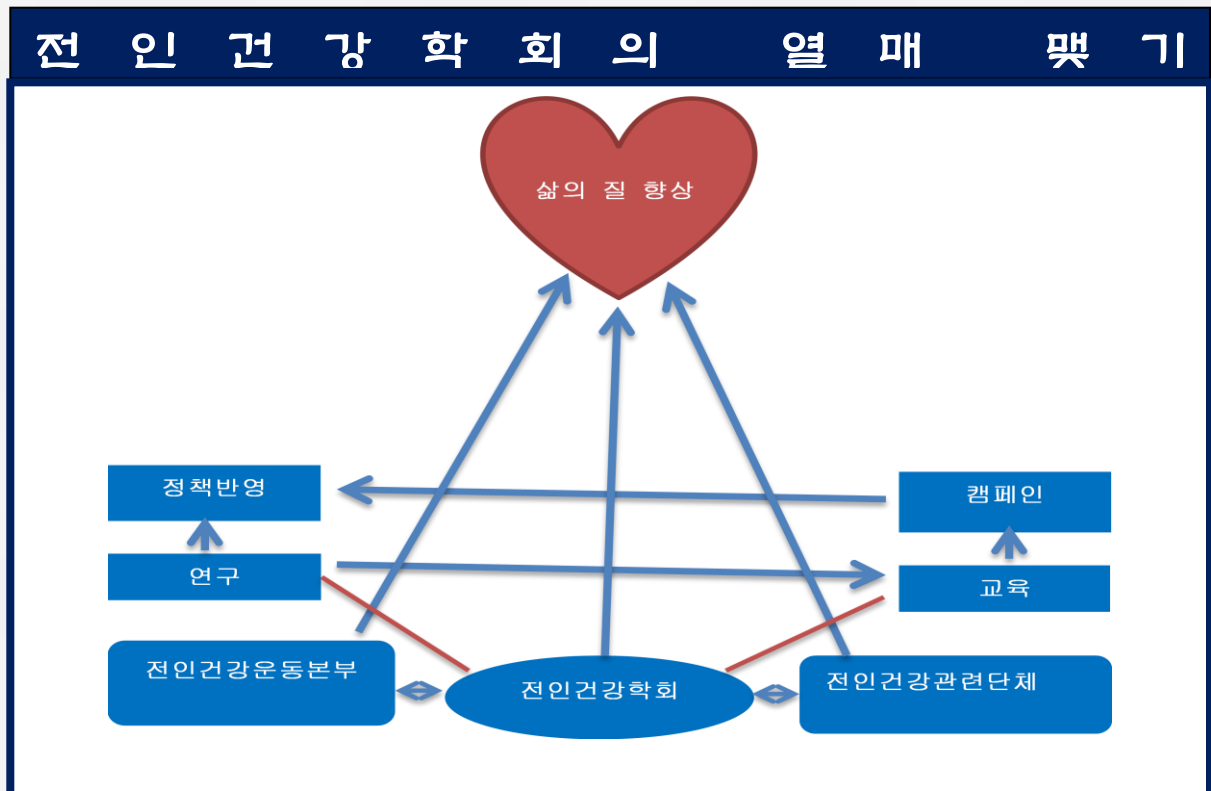 전인건강학회의 열매 맺기
삶의 질 향상
정책반영
캠페인
연구
교육
전인건강운동본부
전인건강학회
전인건강관련단체